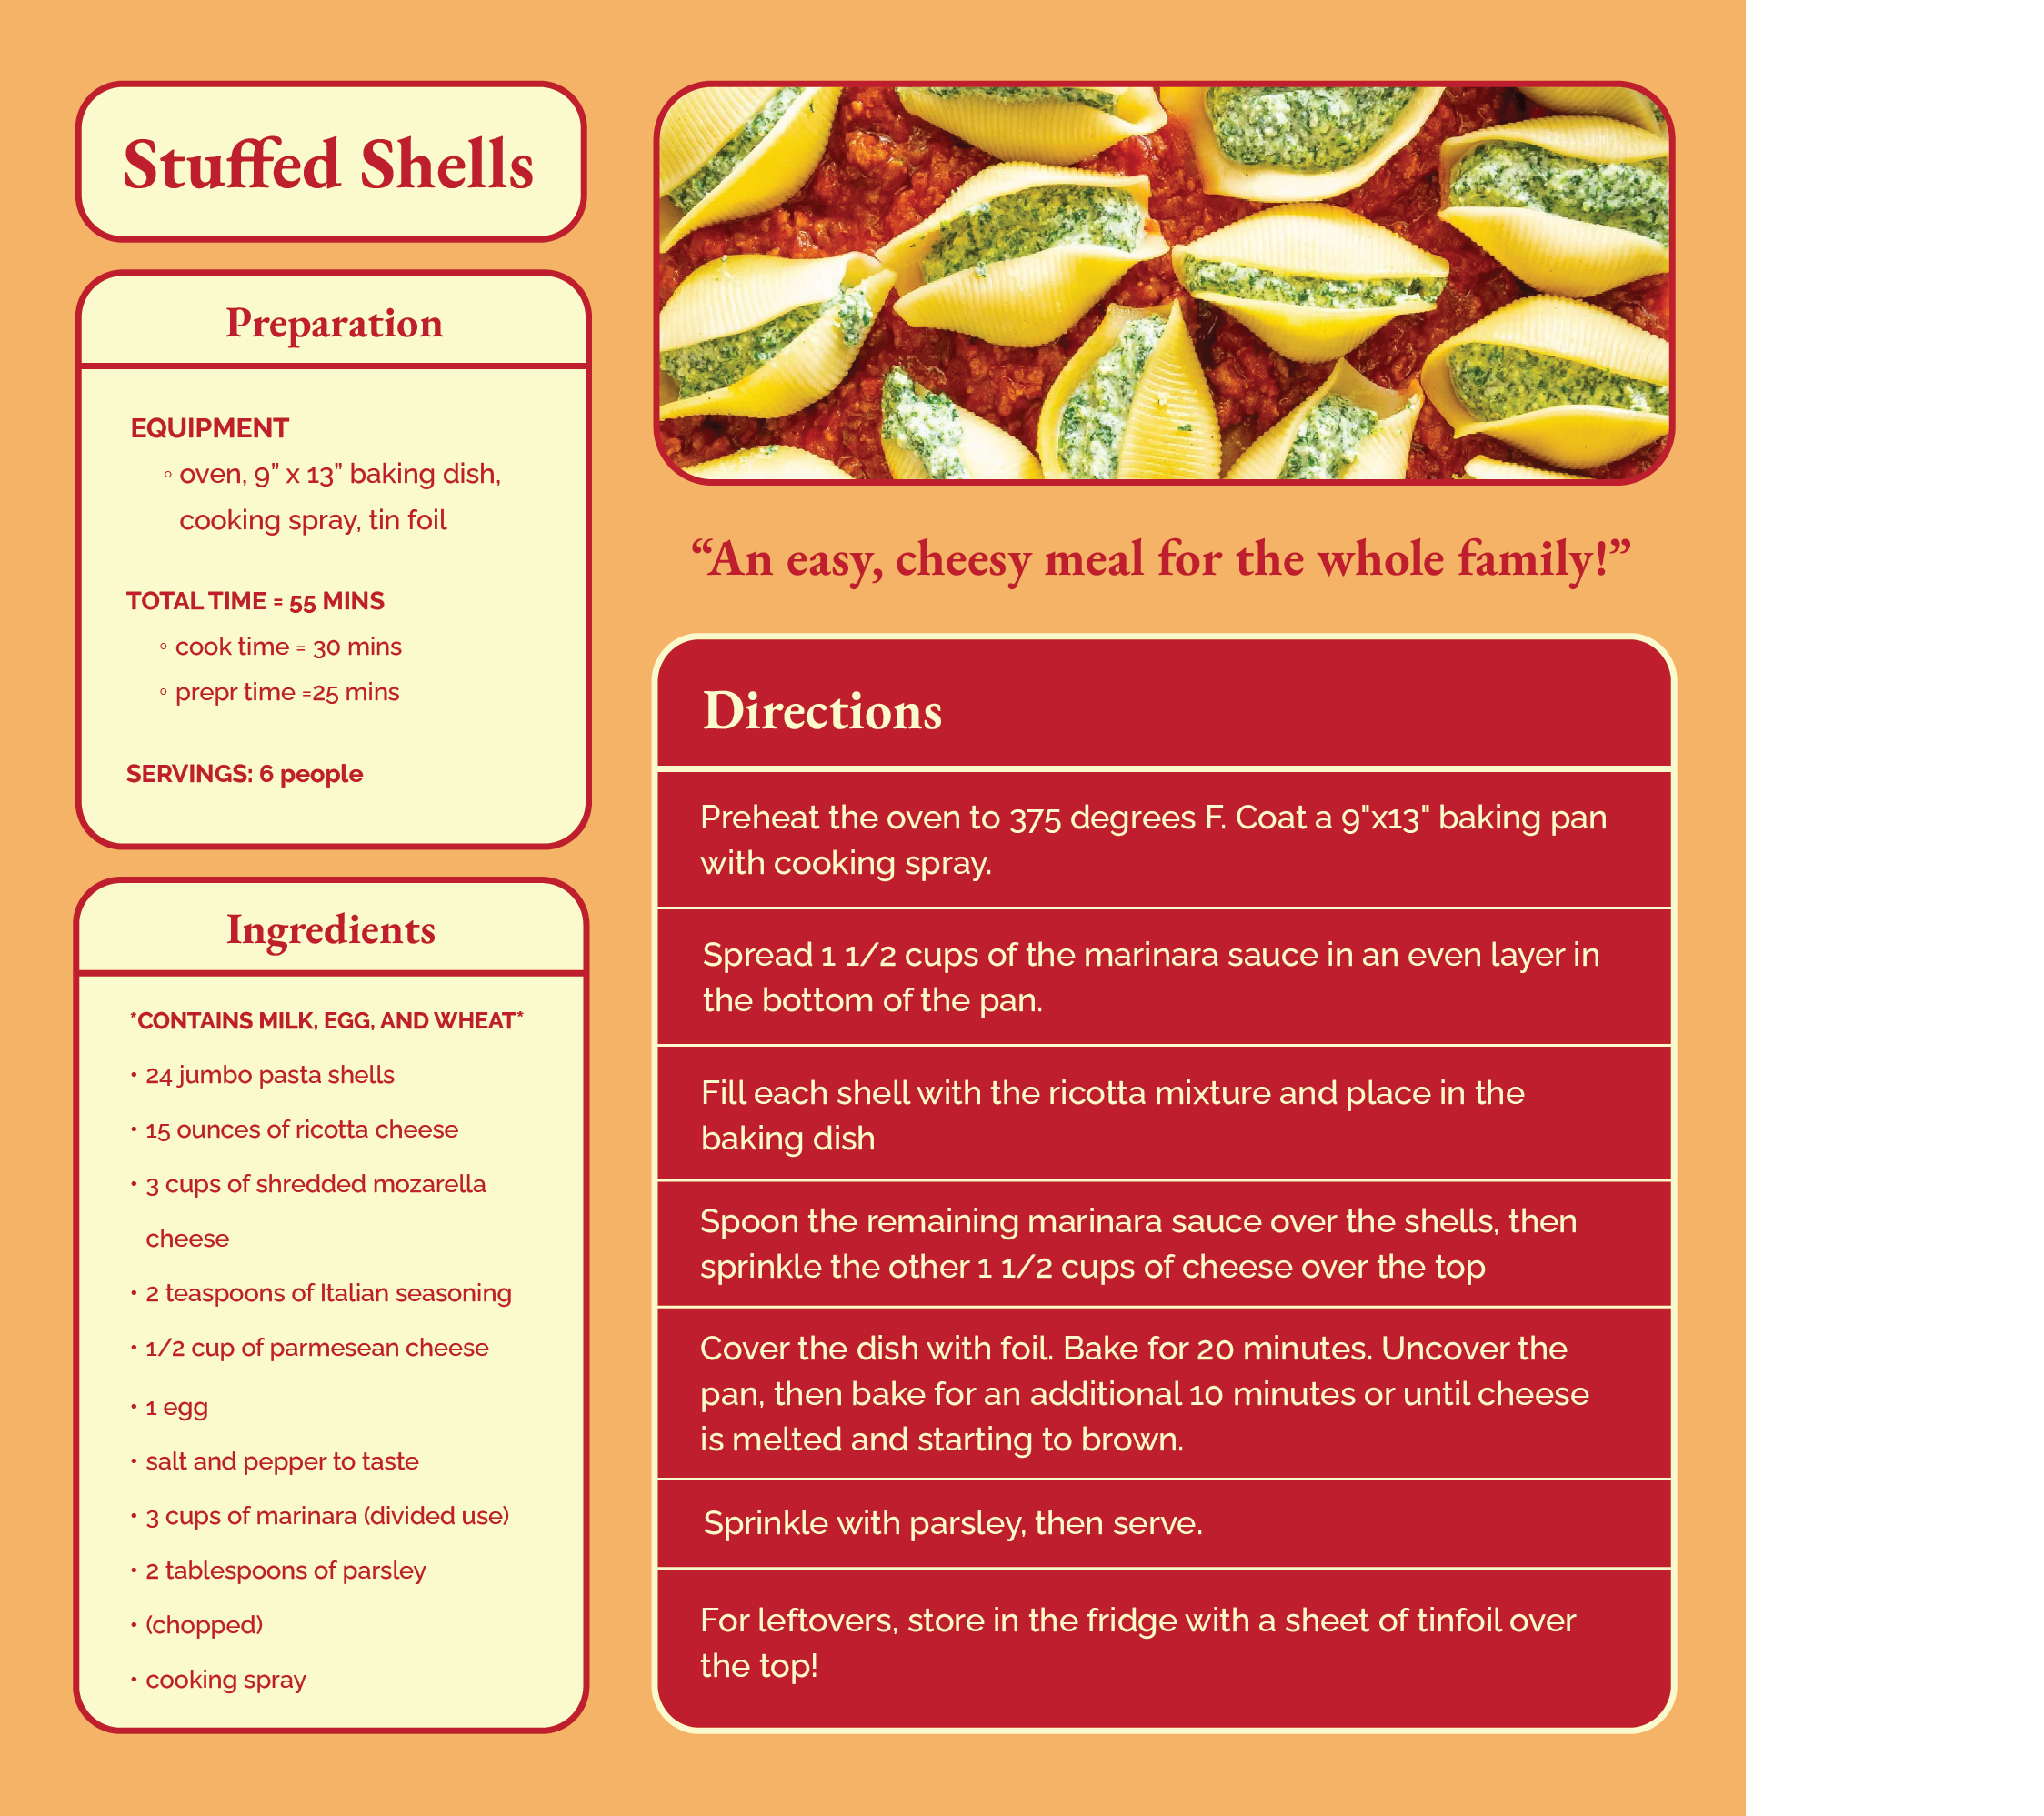 Stuffed Shells
Preparation
EQUIPMENT
◦ oven, 9” x 13” baking dish,
cooking spray, tin foil
TOTAL TIME = 55 MINS
◦ cook time = 30 mins
◦ prepr time =25 mins
SERVINGS: 6 people
Ingredients
*CONTAINS MILK, EGG, AND WHEAT*
• 24 jumbo pasta shells
• 15 ounces of ricotta cheese
• 3 cups of shredded mozarella
cheese
• 2 teaspoons of Italian seasoning
• 1/2 cup of parmesean cheese
• 1 egg
• salt and pepper to taste
• 3 cups of marinara (divided use)
• 2 tablespoons of parsley
• (chopped)
• cooking spray
“An easy, cheesy meal for the whole family!”
Directions
Preheat the oven to 375 degrees F. Coat a 9"x13" baking pan
with cooking spray.
Spread 1 1/2 cups of the marinara sauce in an even layer in
the bottom of the pan.
Fill each shell with the ricotta mixture and place in the
baking dish
Spoon the remaining marinara sauce over the shells, then
sprinkle the other 1 1/2 cups of cheese over the top
Cover the dish with foil. Bake for 20 minutes. Uncover the
pan, then bake for an additional 10 minutes or until cheese
is melted and starting to brown.
Sprinkle with parsley, then serve.
For leftovers, store in the fridge with a sheet of tinfoil over
the top!